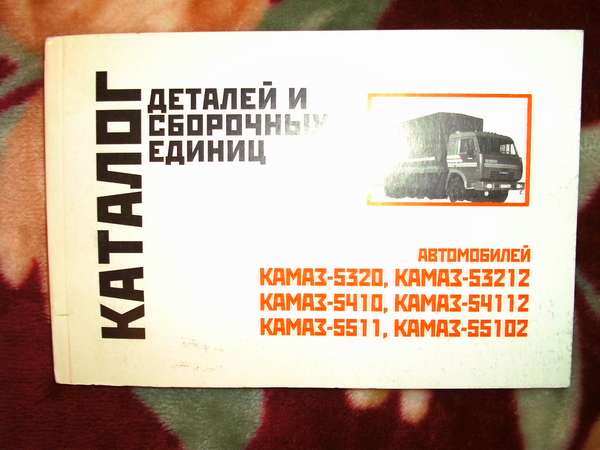 КАТАЛОГ
ДЕТАЛЕЙ И
СБОРОЧНЫХ
ЕДИНИЦ
АВТОМОБИЛЕЙ
КАМАЗ-5320, КАМАЗ-53212
КАМАЗ-5410, КАМАЗ-54112
КАМАЗ-5511, КАМАЗ-55102